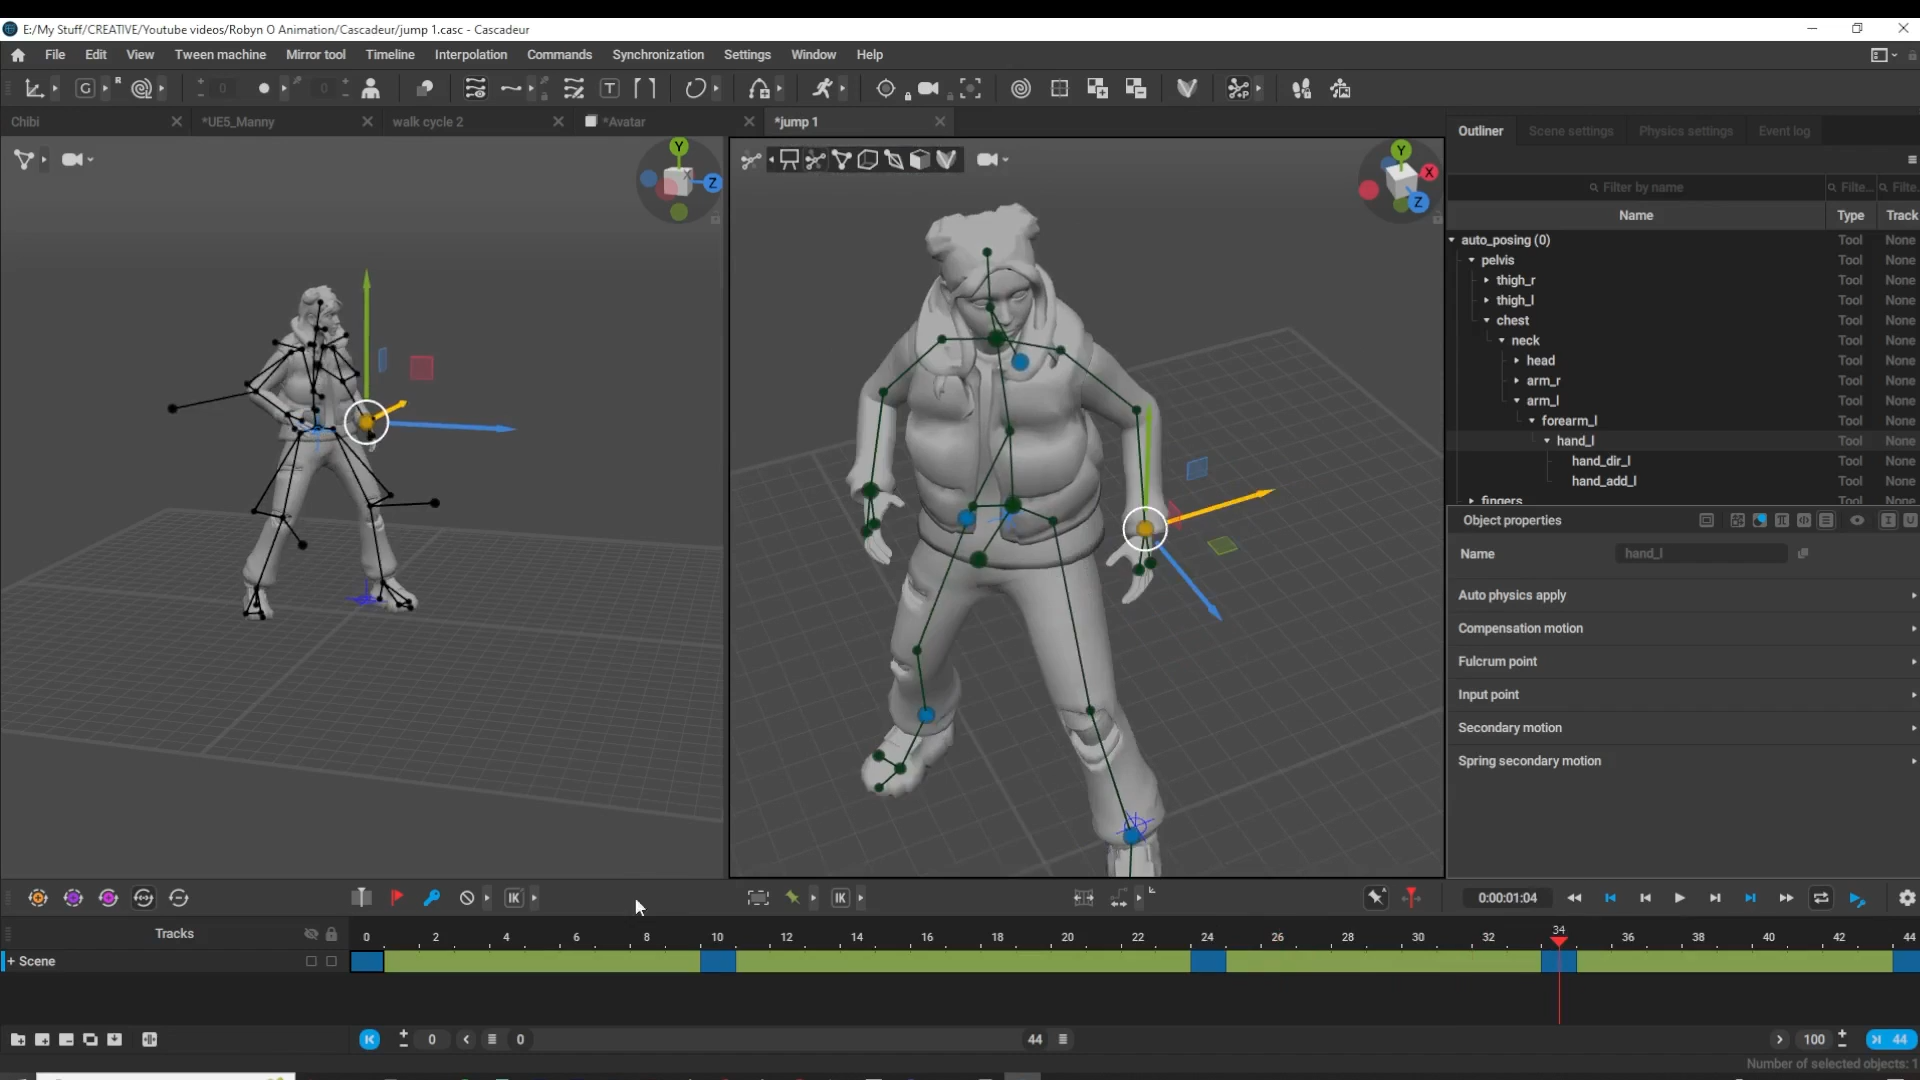 E:/My Stuff/CREATIVE/Youtube videos/Robyn O Animation/Cascadeur/jump 1.casc - Cascadeur
File Edit View Tween machine Mirror tool Timeline Interpolation Commands Synchronization Settings Window Help
G R 0 0 T
Chibi *UE5_Manny walk cycle 2 *Avatar *jump 1
Outliner Scene settings Physics settings Event log
Y Z
Y X Z
Filter by name Filte... Filte...
Name Type Track
auto_posing (0) Tool None
pelvis Tool None
thigh_r Tool None
thigh_l Tool None
chest Tool None
neck Tool None
head Tool None
arm_r Tool None
arm_l Tool None
forearm_l Tool None
hand_l Tool None
hand_dir_l Tool None
hand_add_l Tool None
fingers Tool None
Object properties
Name hand_l
Auto physics apply
Compensation motion
Fulcrum point
Input point
Secondary motion
Spring secondary motion
IK IK 0:00:01:04
Tracks 0 2 4 6 8 10 12 14 16 18 20 22 24 26 28 30 32 34 36 38 40 42 44
+ Scene
0 0 44 100 44
Number of selected objects: 1